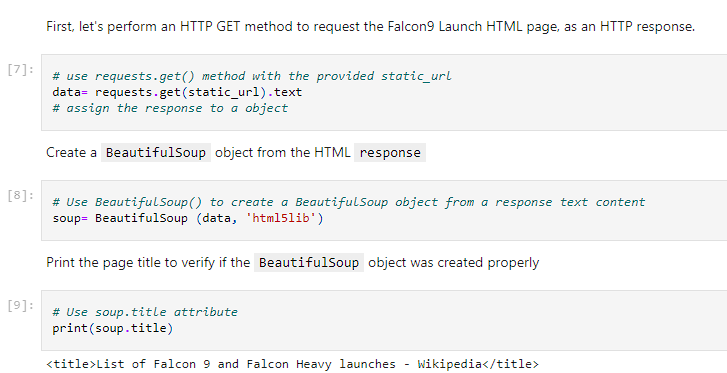 First, let's perform an HTTP GET method to request the Falcon9 Launch HTML page, as an HTTP response.
[7]:
# use requests.get() method with the provided static_url
data= requests.get(static_url).text
# assign the response to a object
Create a BeautifulSoup object from the HTML response
[8]:
# Use BeautifulSoup() to create a BeautifulSoup object from a response text content
soup= BeautifulSoup (data, 'html5lib')
Print the page title to verify if the BeautifulSoup object was created properly
[9]:
# Use soup.title attribute
print(soup.title)
<title>List of Falcon 9 and Falcon Heavy launches - Wikipedia</title>